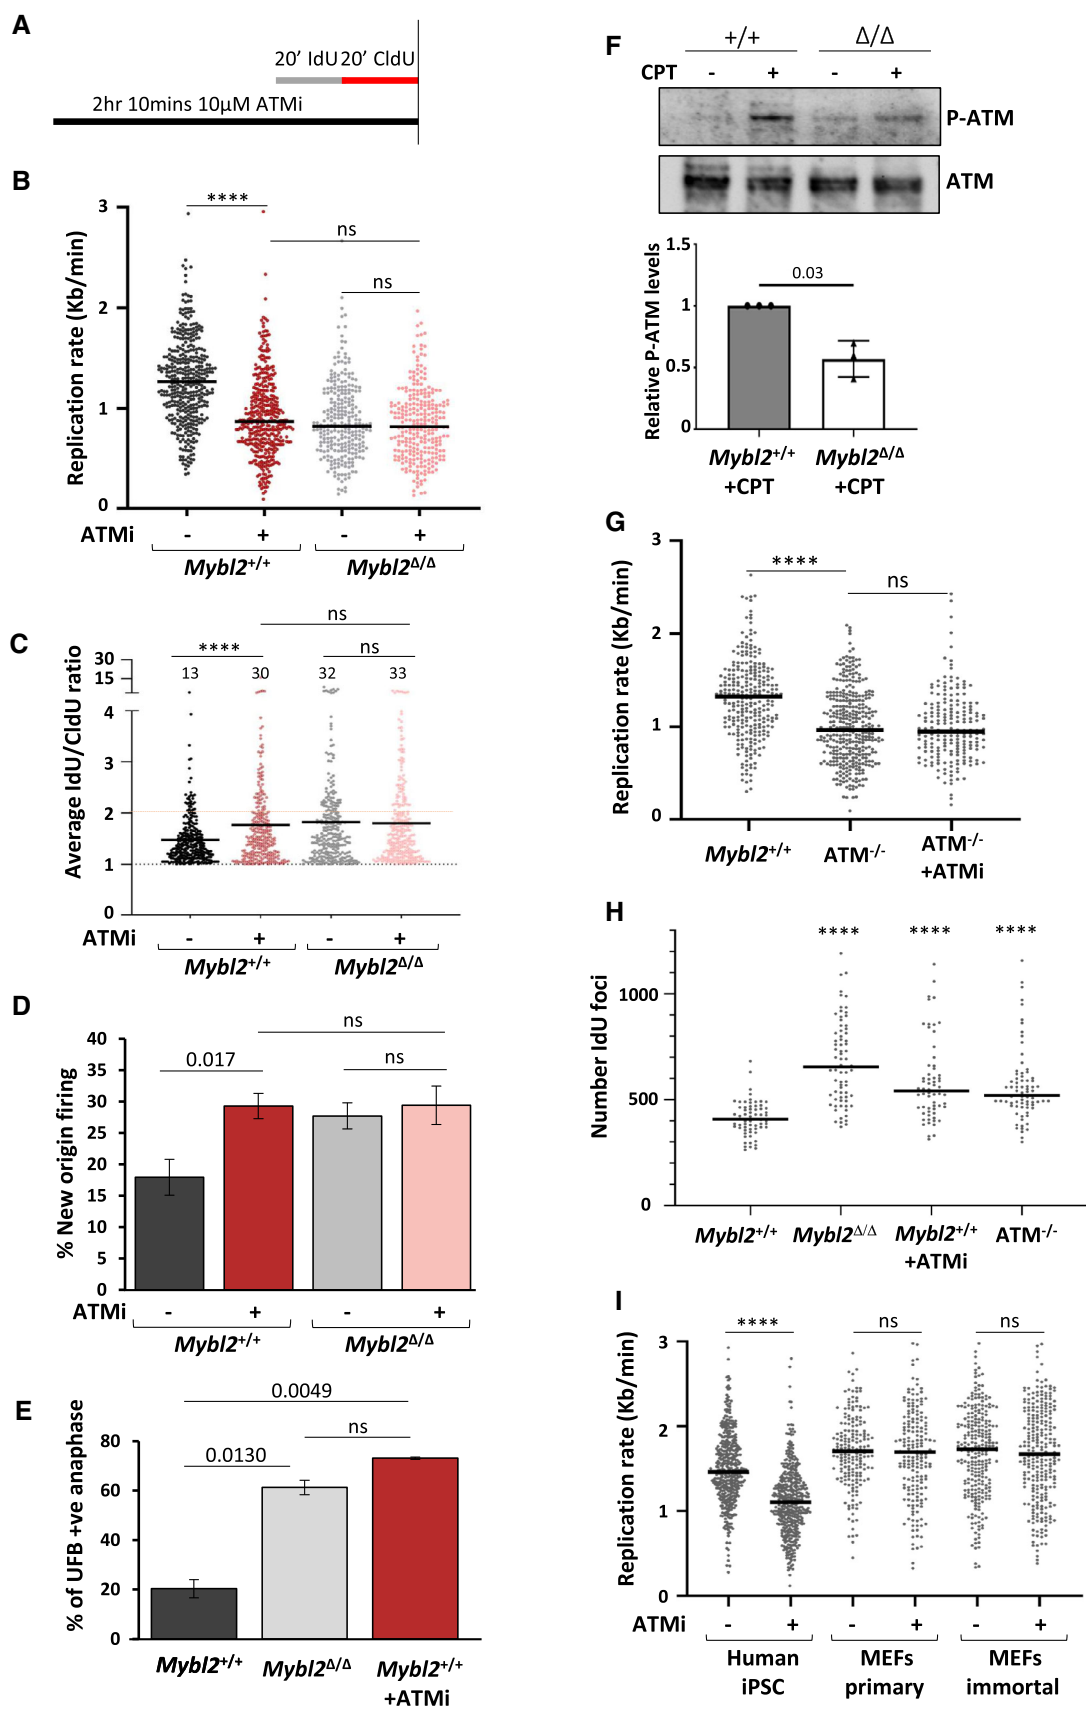 A
20’ IdU 20’ CldU
2hr 10mins 10µM ATMi
B
Replication rate (Kb/min)
3
2
1
0
****
ns
ns
ATMi - + - +
Mybl2+/+ Mybl2Δ/Δ
C
Average IdU/CldU ratio
30
15
4
3
2
1
0
ns
**** ns
13 30 32 33
ATMi - + - +
Mybl2+/+ Mybl2Δ/Δ
D
% New origin firing
40
35
30
25
20
15
10
5
0
ns
0.017 ns
ATMi - + - +
Mybl2+/+ Mybl2Δ/Δ
E
% of UFB +ve anaphase
80
60
40
20
0
0.0049
0.0130 ns
Mybl2+/+ Mybl2Δ/Δ Mybl2+/+
+ATMi
F
+/+ Δ/Δ
CPT - + - +
P-ATM
ATM
Relative P-ATM levels
1.5
1
0.5
0
0.03
Mybl2+/+ Mybl2Δ/Δ
+CPT +CPT
G
Replication rate (Kb/min)
3
2
1
0
**** ns
Mybl2+/+ ATM-/- ATM-/-
+ATMi
H
Number IdU foci
1000
500
0
**** **** ****
Mybl2+/+ Mybl2Δ/Δ Mybl2+/+ ATM-/-
+ATMi
I
Replication rate (Kb/min)
3
2
1
0
**** ns ns
ATMi - + - + - +
Human MEFs MEFs
iPSC primary immortal